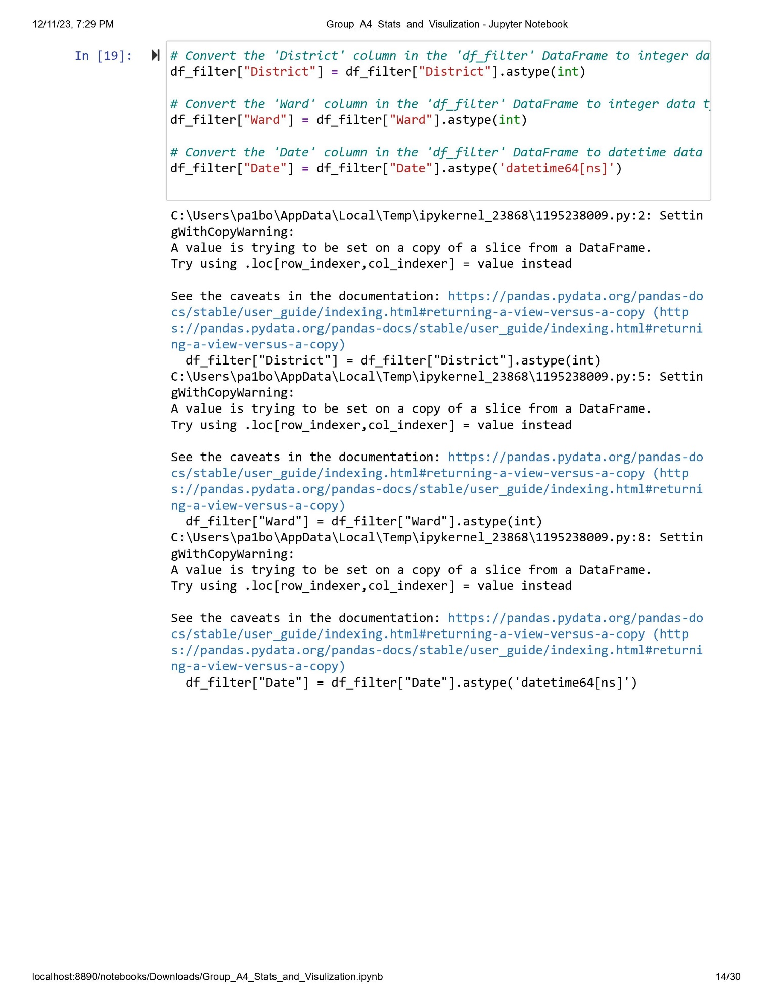 12/11/23, 7:29 PM
Group_A4_Stats_and_Visulization - Jupyter Notebook
In [19]:
# Convert the 'District' column in the 'df_filter' DataFrame to integer da
df_filter["District"] = df_filter["District"].astype(int)
# Convert the 'Ward' column in the 'df_filter' DataFrame to integer data t
df_filter["Ward"] = df_filter["Ward"].astype(int)
# Convert the 'Date' column in the 'df_filter' DataFrame to datetime data
df_filter["Date"] = df_filter["Date"].astype('datetime64[ns]')
C:\Users\pa1bo\AppData\Local\Temp\ipykernel_23868\1195238009.py:2: Settin
gWithCopyWarning:
A value is trying to be set on a copy of a slice from a DataFrame.
Try using .loc[row_indexer,col_indexer] = value instead
See the caveats in the documentation: https://pandas.pydata.org/pandas-do
cs/stable/user_guide/indexing.html#returning-a-view-versus-a-copy (http
s://pandas.pydata.org/pandas-docs/stable/user_guide/indexing.html#returni
ng-a-view-versus-a-copy)
df_filter["District"] = df_filter["District"].astype(int)
C:\Users\pa1bo\AppData\Local\Temp\ipykernel_23868\1195238009.py:5: Settin
gWithCopyWarning:
A value is trying to be set on a copy of a slice from a DataFrame.
Try using .loc[row_indexer,col_indexer] = value instead
See the caveats in the documentation: https://pandas.pydata.org/pandas-do
cs/stable/user_guide/indexing.html#returning-a-view-versus-a-copy (http
s://pandas.pydata.org/pandas-docs/stable/user_guide/indexing.html#returni
ng-a-view-versus-a-copy)
df_filter["Ward"] = df_filter["Ward"].astype(int)
C:\Users\pa1bo\AppData\Local\Temp\ipykernel_23868\1195238009.py:8: Settin
gWithCopyWarning:
A value is trying to be set on a copy of a slice from a DataFrame.
Try using .loc[row_indexer,col_indexer] = value instead
See the caveats in the documentation: https://pandas.pydata.org/pandas-do
cs/stable/user_guide/indexing.html#returning-a-view-versus-a-copy (http
s://pandas.pydata.org/pandas-docs/stable/user_guide/indexing.html#returni
ng-a-view-versus-a-copy)
df_filter["Date"] = df_filter["Date"].astype('datetime64[ns]')
localhost:8890/notebooks/Downloads/Group_A4_Stats_and_Visulization.ipynb
14/30